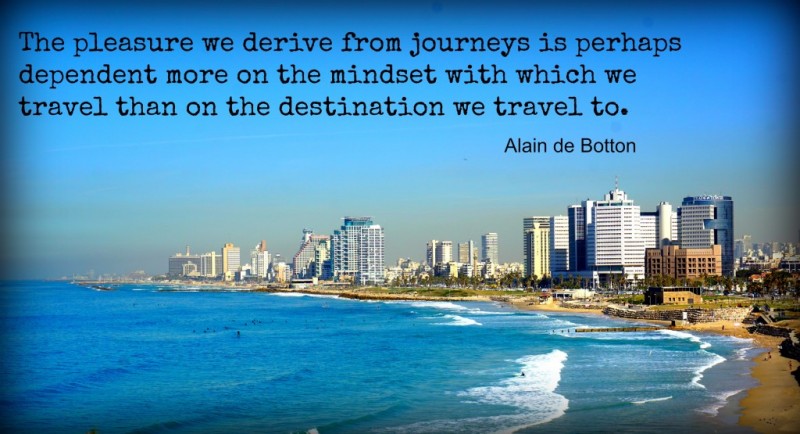 The pleasure we derive from journeys is perhaps
dependent more on the mindset with which we
travel than on the destination we travel to.
Alain de Botton